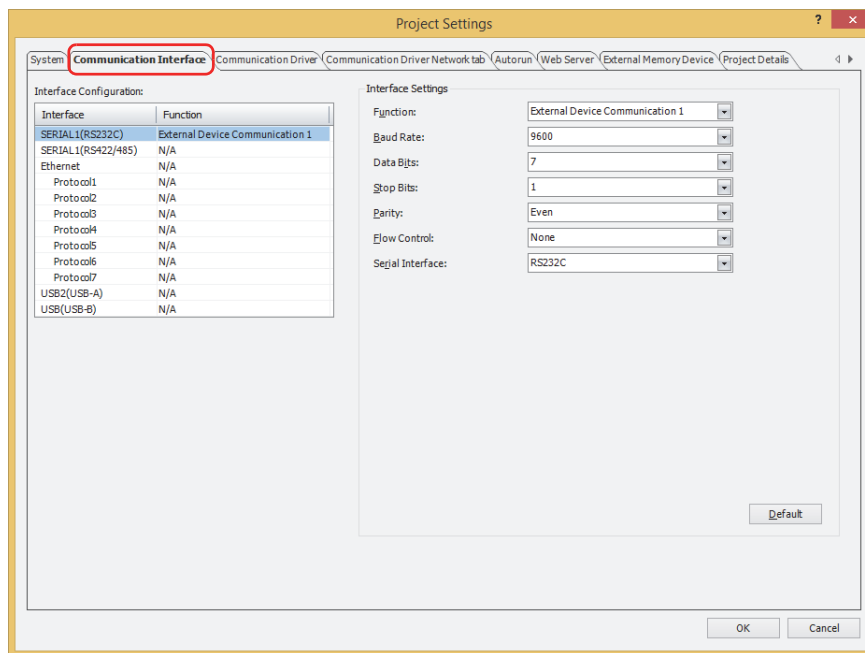 Project Settings
?
System Communication Interface Communication Driver Communication Driver Network tab Autorun Web Server External Memory Device Project Details
Interface Configuration:
Interface Function
SERIAL1(RS232C) External Device Communication 1
SERIAL1(RS422/485) N/A
Ethernet N/A
Protocol1 N/A
Protocol2 N/A
Protocol3 N/A
Protocol4 N/A
Protocol5 N/A
Protocol6 N/A
Protocol7 N/A
USB2(USB-A) N/A
USB(USB-B) N/A
Interface Settings
Function: External Device Communication 1
Baud Rate: 9600
Data Bits: 7
Stop Bits: 1
Parity: Even
Flow Control: None
Serial Interface: RS232C
Default
OK Cancel